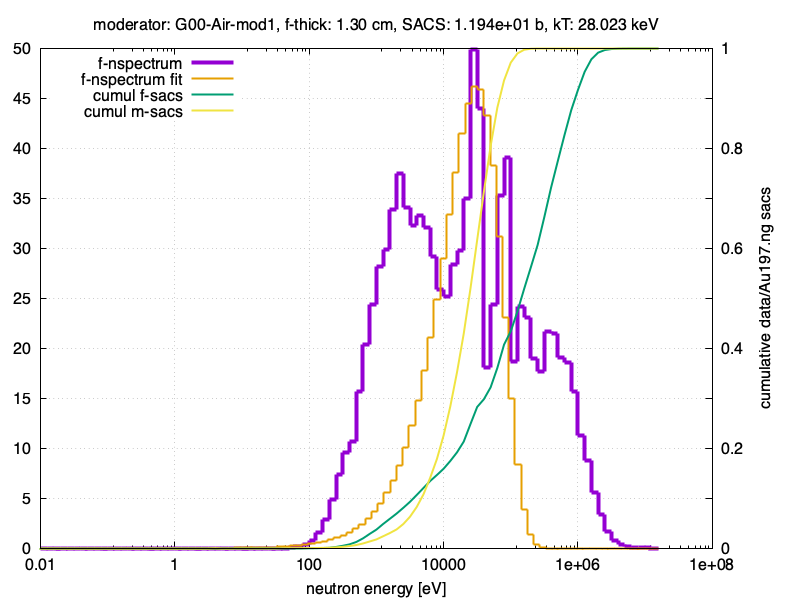 moderator: G00-Air-mod1, f-thick: 1.30 cm, SACS: 1.194e+01 b, kT: 28.023 keV
f-nspectrum
f-nspectrum fit
cumul f-sacs
cumul m-sacs
50
45
40
35
30
25
20
15
10
5
0
1
0.8
0.6
0.4
0.2
0
cumulative data/Au197.ng sacs
0.01
1
100
10000
1e+06
1e+08
neutron energy [eV]